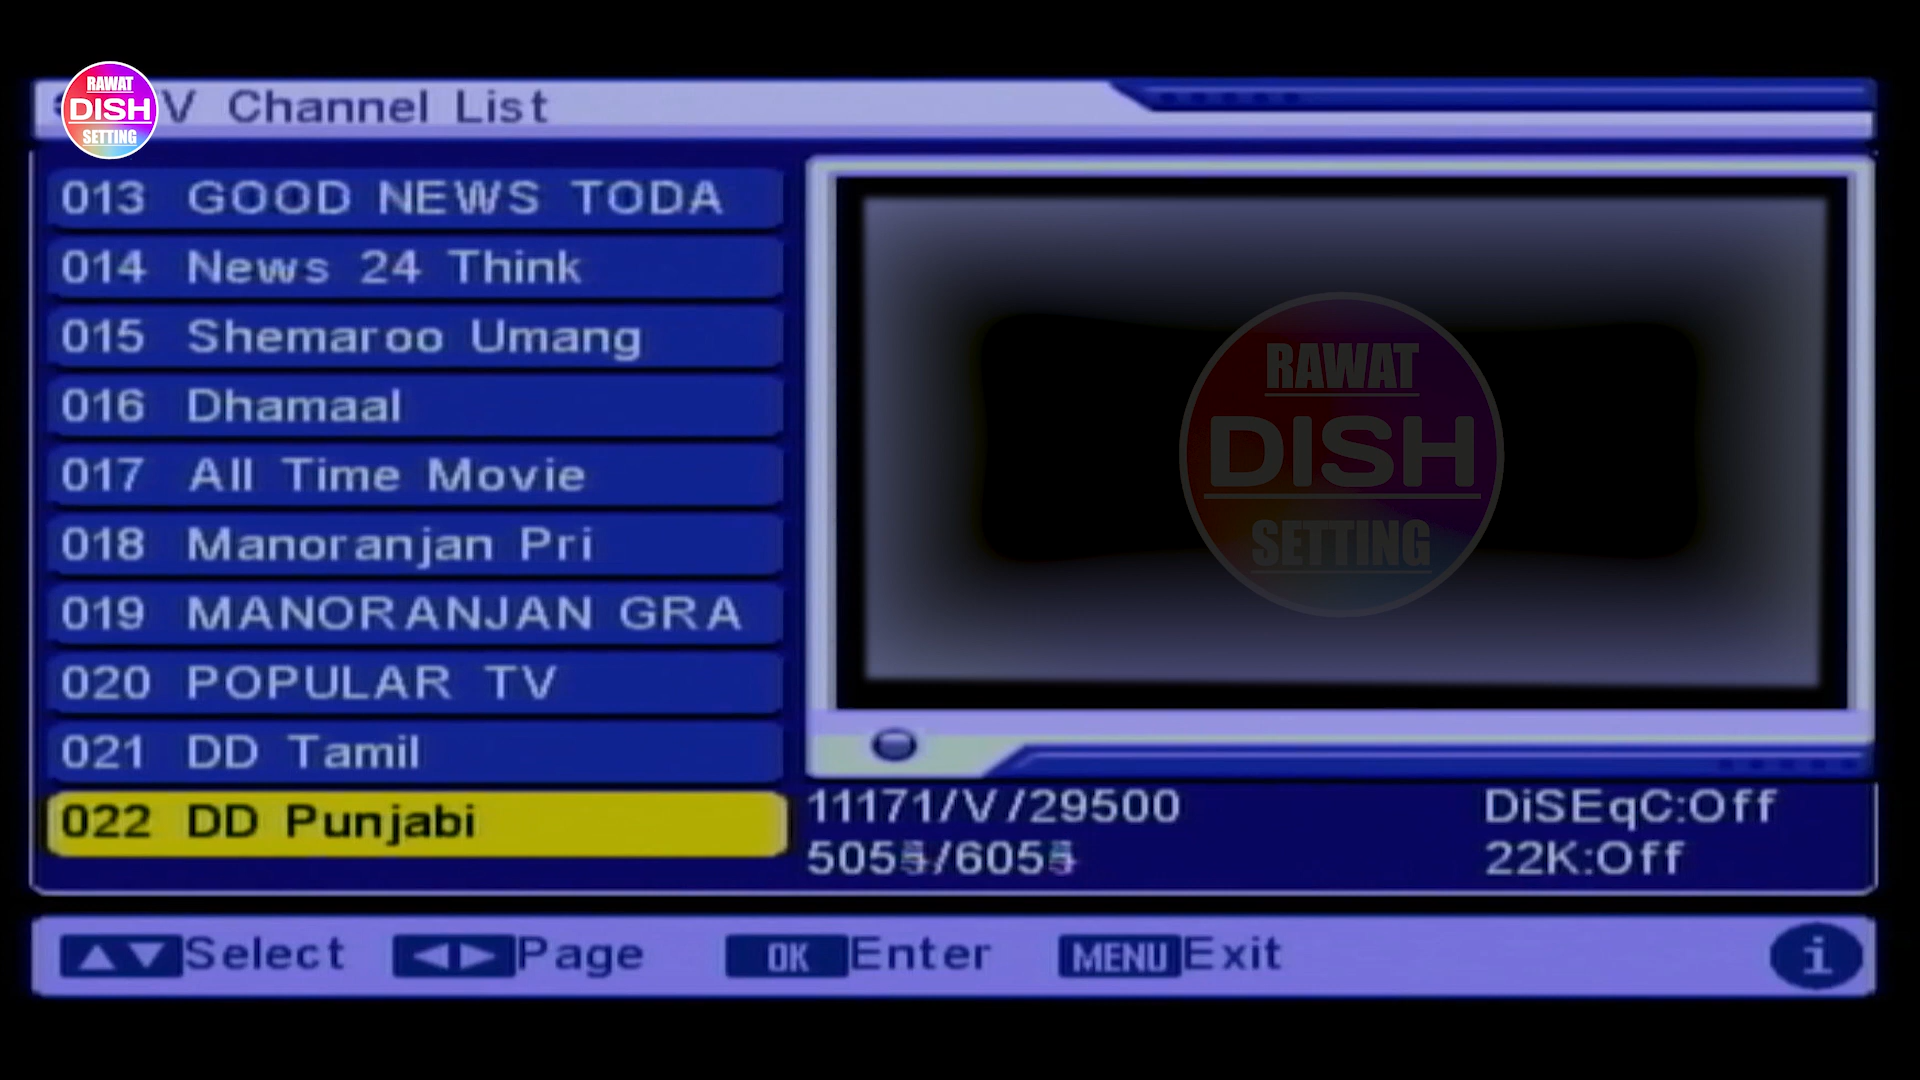 RAWAT
DISH
SETTING
V Channel List
013 GOOD NEWS TODA
014 News 24 Think
015 Shemaroo Umang
016 Dhamaal
017 All Time Movie
018 Manoranjan Pri
019 MANORANJAN GRA
020 POPULAR TV
021 DD Tamil
022 DD Punjabi
RAWAT
DISH
SETTING
11171/V/29500
DiSEqC:Off
22K:Off
Select Page OK Enter MENU Exit i